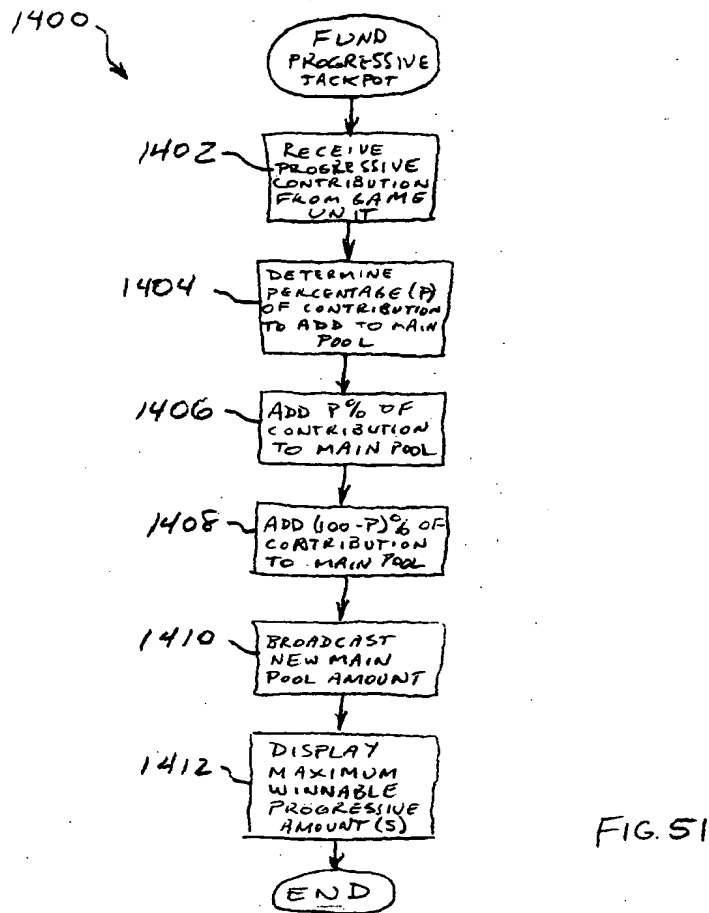 1400
FUND
PROGRESSIVE
JACKPOT
1402
RECEIVE
PROGRESSIVE
CONTRIBUTION
FROM GAME
UNIT
1404
DETERMINE
PERCENTAGE (P)
OF CONTRIBUTION
TO ADD TO MAIN
POOL
1406
ADD P% OF
CONTRIBUTION
TO MAIN POOL
1408
ADD (100-P)% OF
CONTRIBUTION
TO MAIN POOL
1410
BROADCAST
NEW MAIN
POOL AMOUNT
1412
DISPLAY
MAXIMUM
WINNABLE
PROGRESSIVE
AMOUNT(S)
END
FIG. 51